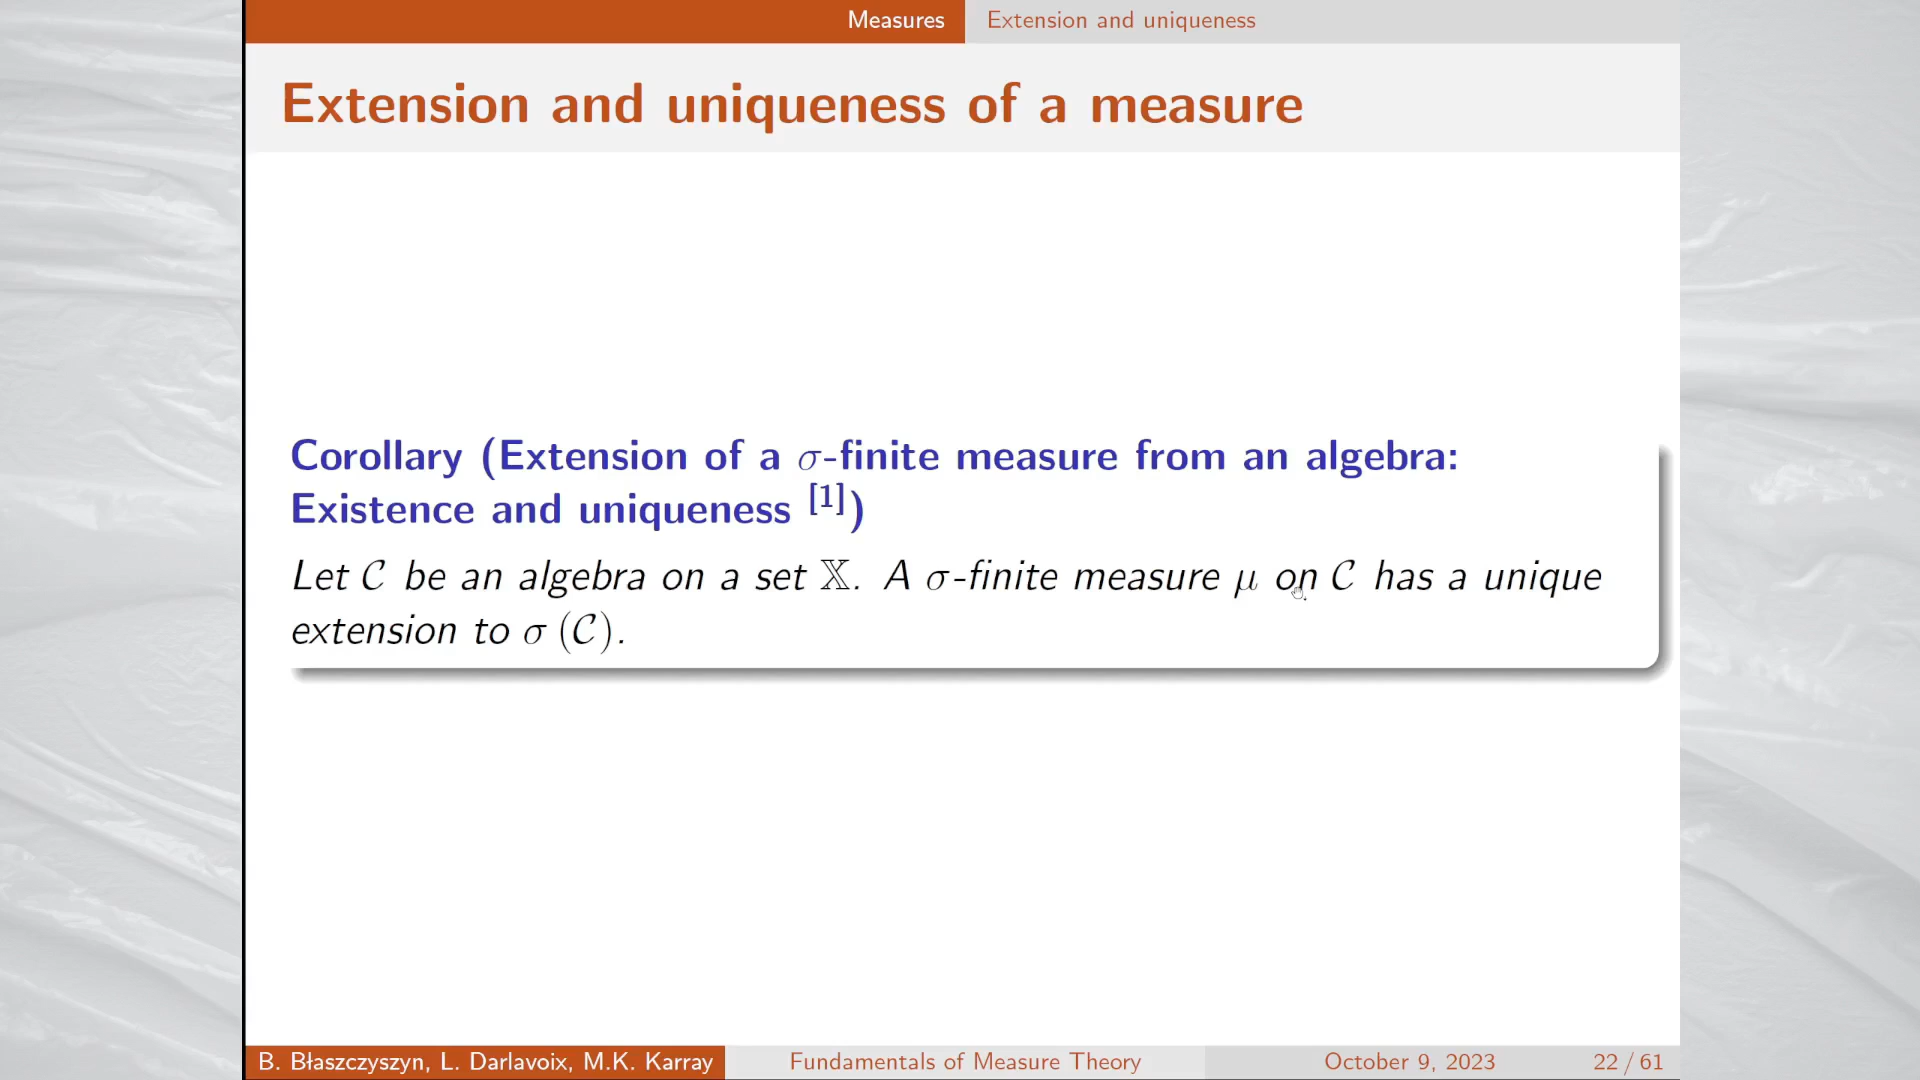 Measures Extension and uniqueness
Extension and uniqueness of a measure
Corollary (Extension of a σ-finite measure from an algebra:
Existence and uniqueness [1])
Let 𝒞 be an algebra on a set 𝕏. A σ-finite measure μ on 𝒞 has a unique
extension to σ (𝒞).
B. Błaszczyszyn, L. Darlavoix, M.K. Karray Fundamentals of Measure Theory October 9, 2023 22 / 61